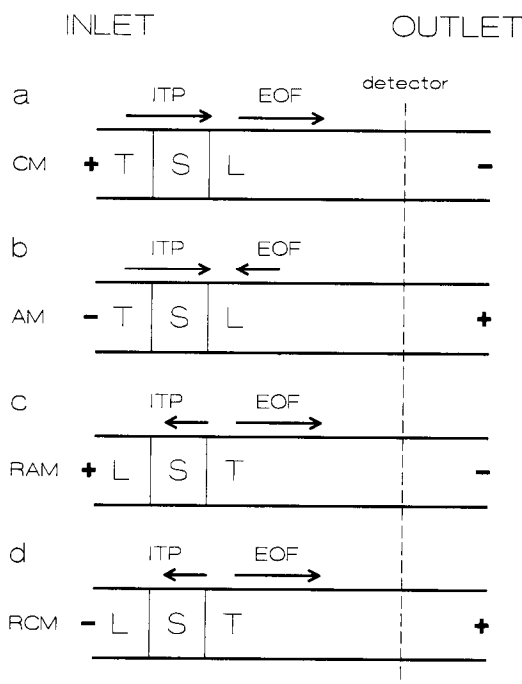 INLET OUTLET
detector
a ITP EOF
CM + T S L -
b ITP EOF
AM - T S L +
c ITP EOF
RAM + L S T -
d ITP EOF
RCM - L S T +